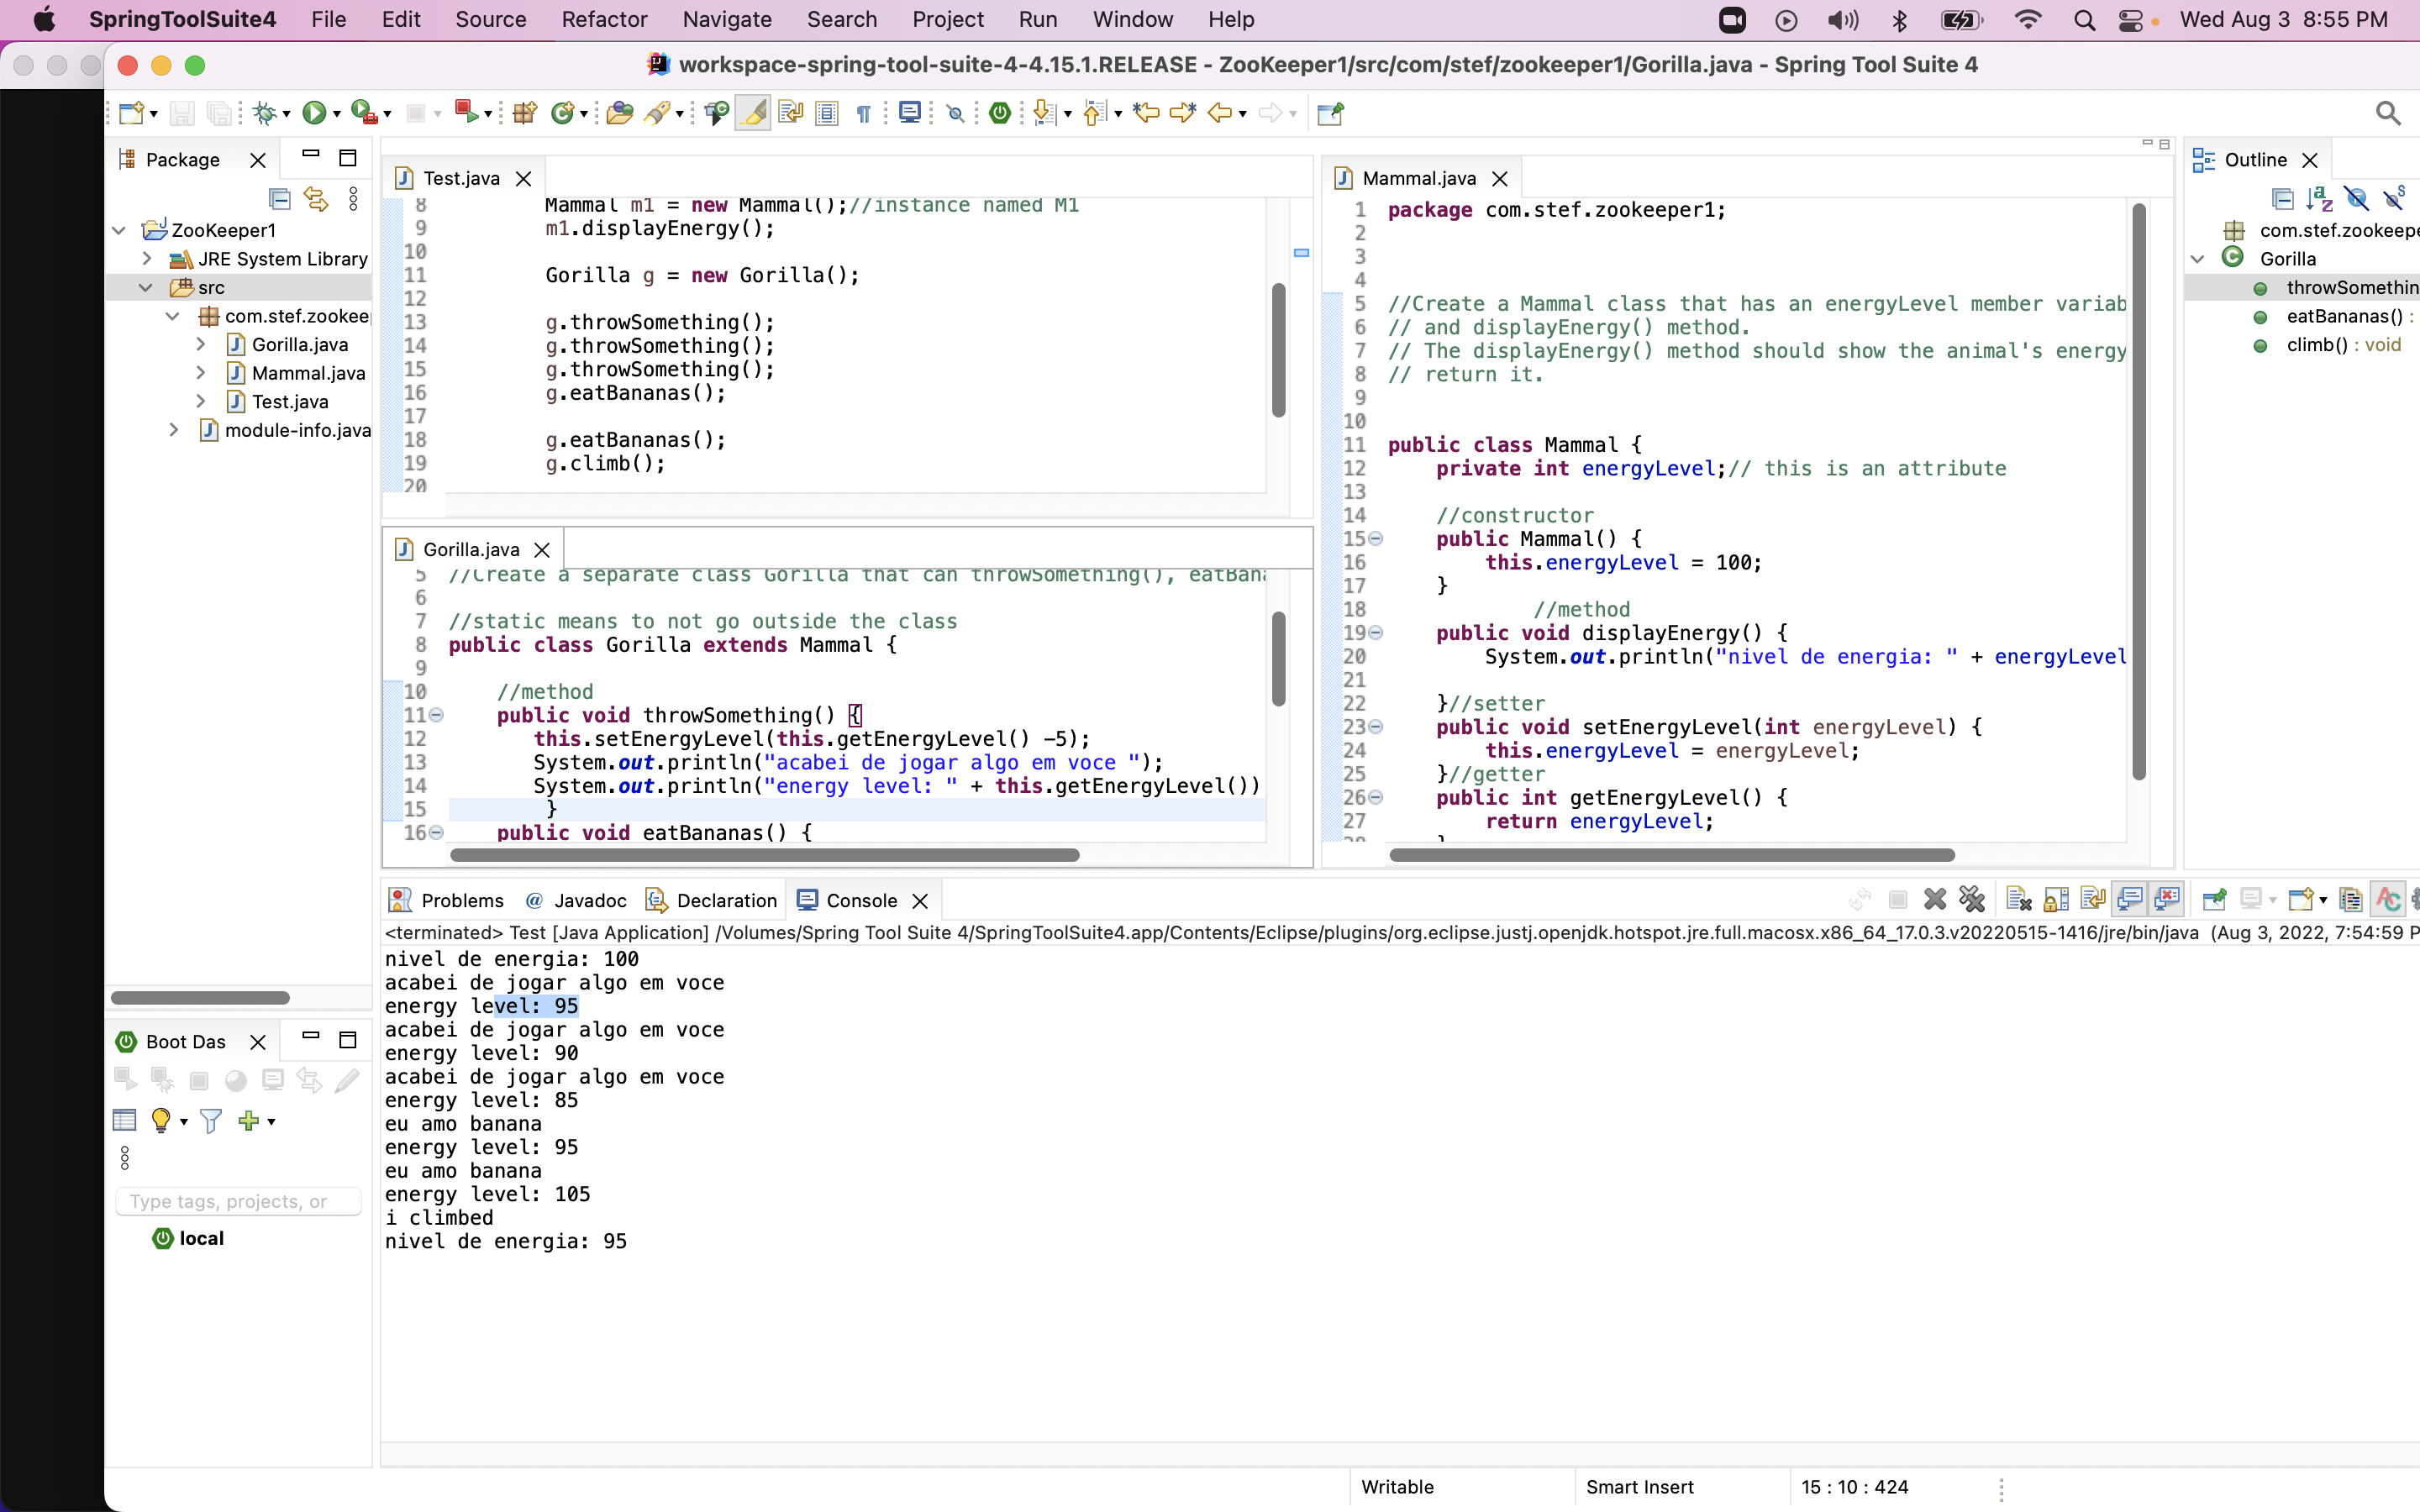 SpringToolSuite4 File Edit Source Refactor Navigate Search Project Run Window Help Wed Aug 3 8:55 PM
workspace-spring-tool-suite-4-4.15.1.RELEASE - ZooKeeper1/src/com/stef/zookeeper1/Gorilla.java - Spring Tool Suite 4
Package
ZooKeeper1
JRE System Library
src
com.stef.zookee
Gorilla.java
Mammal.java
Test.java
module-info.java
Test.java
8 Mammal m1 = new Mammal();//instance named M1
9 m1.displayEnergy();
10
11 Gorilla g = new Gorilla();
12
13 g.throwSomething();
14 g.throwSomething();
15 g.throwSomething();
16 g.eatBananas();
17
18 g.eatBananas();
19 g.climb();
20
Gorilla.java
5 //Create a separate class Gorilla that can throwSomething(), eatBana
6
7 //static means to not go outside the class
8 public class Gorilla extends Mammal {
9
10 //method
11 public void throwSomething() {
12 this.setEnergyLevel(this.getEnergyLevel() -5);
13 System.out.println("acabei de jogar algo em voce ");
14 System.out.println("energy level: " + this.getEnergyLevel())
15 }
16 public void eatBananas() {
Mammal.java
1 package com.stef.zookeeper1;
2
3
4
5 //Create a Mammal class that has an energyLevel member variab
6 // and displayEnergy() method.
7 // The displayEnergy() method should show the animal's energy
8 // return it.
9
10
11 public class Mammal {
12 private int energyLevel;// this is an attribute
13
14 //constructor
15 public Mammal() {
16 this.energyLevel = 100;
17 }
18 //method
19 public void displayEnergy() {
20 System.out.println("nivel de energia: " + energyLevel
21
22 }//setter
23 public void setEnergyLevel(int energyLevel) {
24 this.energyLevel = energyLevel;
25 }//getter
26 public int getEnergyLevel() {
27 return energyLevel;
28 }
Outline
com.stef.zookeepe
Gorilla
throwSomethin
eatBananas() :
climb() : void
Boot Das
Type tags, projects, or
local
Problems @ Javadoc Declaration Console
<terminated> Test [Java Application] /Volumes/Spring Tool Suite 4/SpringToolSuite4.app/Contents/Eclipse/plugins/org.eclipse.justj.openjdk.hotspot.jre.full.macosx.x86_64_17.0.3.v20220515-1416/jre/bin/java (Aug 3, 2022, 7:54:59 P
nivel de energia: 100
acabei de jogar algo em voce
energy level: 95
acabei de jogar algo em voce
energy level: 90
acabei de jogar algo em voce
energy level: 85
eu amo banana
energy level: 95
eu amo banana
energy level: 105
i climbed
nivel de energia: 95
Writable Smart Insert 15 : 10 : 424